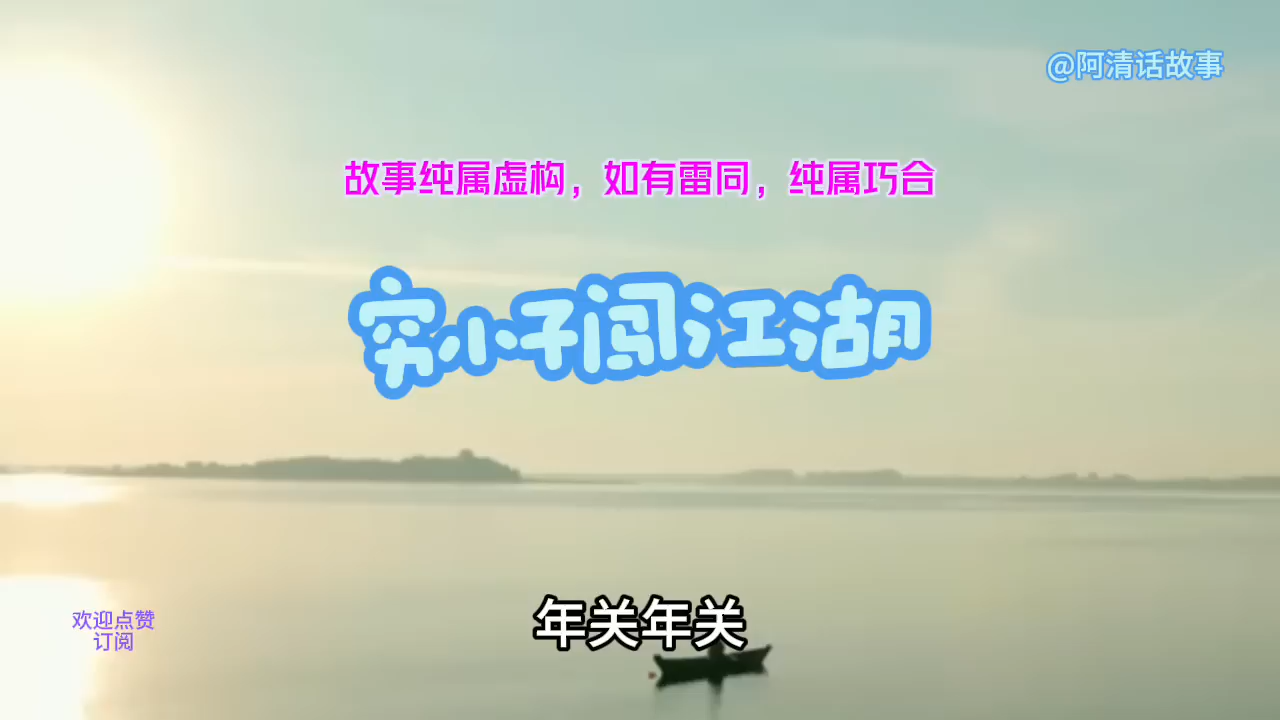 @阿清话故事
故事纯属虚构，如有雷同，纯属巧合
穷小子闯江湖
年关年关
欢迎点赞
订阅